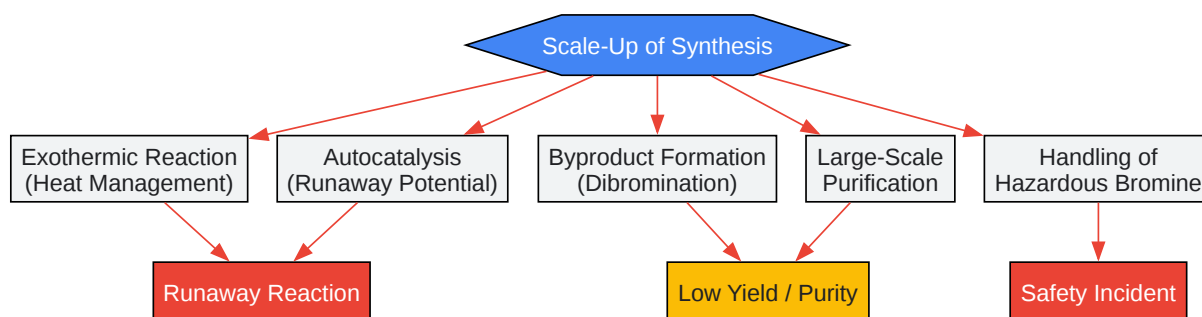 Scale-Up of Synthesis
Exothermic Reaction
(Heat Management)
Autocatalysis
(Runaway Potential)
Byproduct Formation
(Dibromination)
Large-Scale
Purification
Handling of
Hazardous Bromine
Runaway Reaction
Low Yield / Purity
Safety Incident